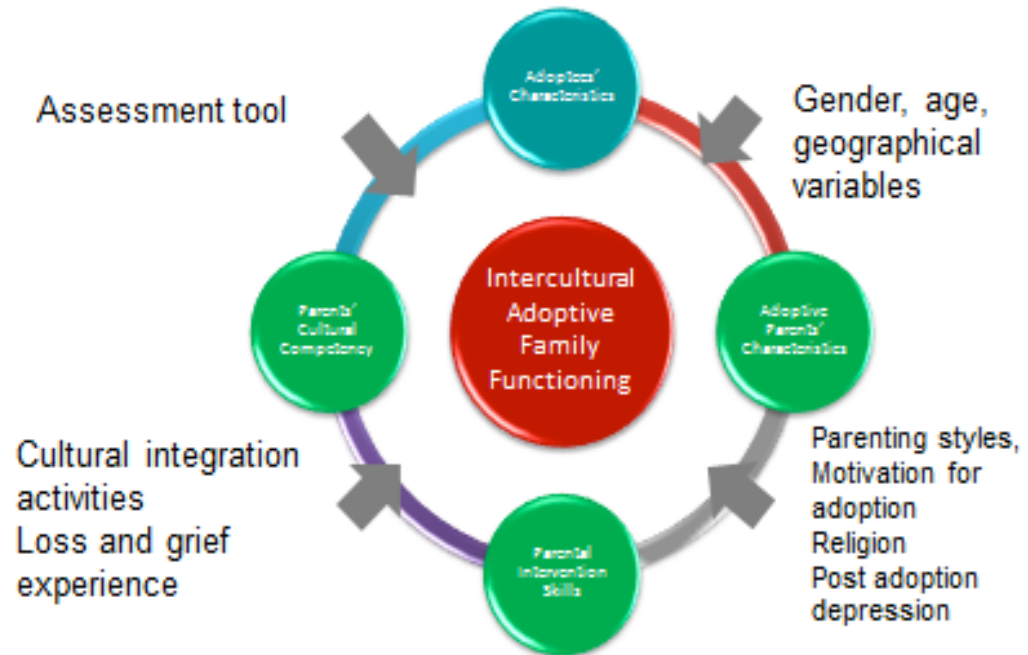 Assessment tool
Adoptees'
Characteristics
Gender, age,
geographical
variables
Parents'
Cultural
Competency
Intercultural
Adoptive
Family
Functioning
Adoptive
Parents'
Characteristics
Cultural integration
activities
Loss and grief
experience
Parental
Intervention
Skills
Parenting styles,
Motivation for
adoption
Religion
Post adoption
depression